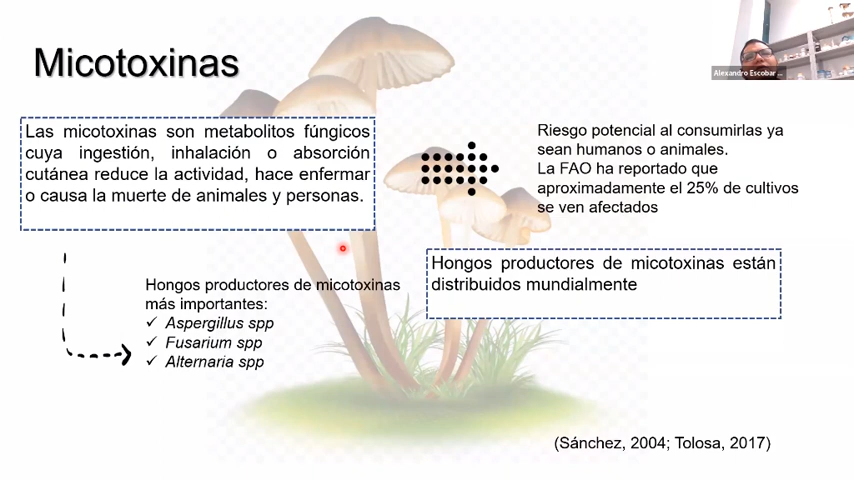 Micotoxinas
Alexandro Escobar ...
Las micotoxinas son metabolitos fúngicos
cuya ingestión, inhalación o absorción
cutánea reduce la actividad, hace enfermar
o causa la muerte de animales y personas.
Riesgo potencial al consumirlas ya
sean humanos o animales.
La FAO ha reportado que
aproximadamente el 25% de cultivos
se ven afectados
Hongos productores de micotoxinas están
distribuidos mundialmente
Hongos productores de micotoxinas
más importantes:
✓ Aspergillus spp
✓ Fusarium spp
✓ Alternaria spp
(Sánchez, 2004; Tolosa, 2017)